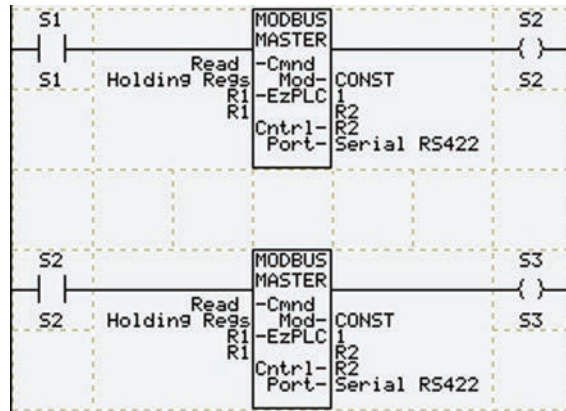 S1 MODBUS S2
MASTER
Read -Cmnd
S1 Holding Regs Mod- CONST S2
R1 -EzPLC 1
R1 R2
Cntrl- R2
Port- Serial RS422
S2 MODBUS S3
MASTER
Read -Cmnd
S2 Holding Regs Mod- CONST S3
R1 -EzPLC 1
R1 R2
Cntrl- R2
Port- Serial RS422